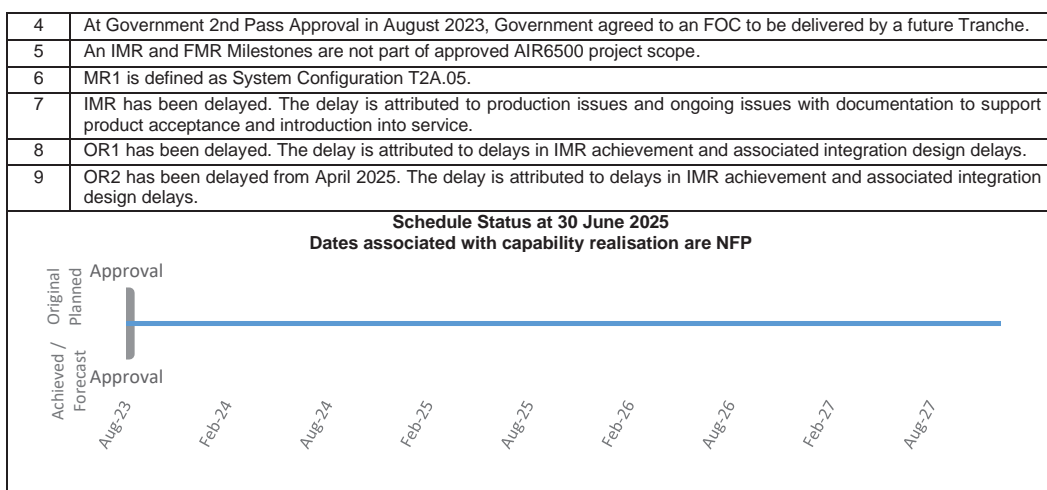 4 At Government 2nd Pass Approval in August 2023, Government agreed to an FOC to be delivered by a future Tranche.
5 An IMR and FMR Milestones are not part of approved AIR6500 project scope.
6 MR1 is defined as System Configuration T2A.05.
7 IMR has been delayed. The delay is attributed to production issues and ongoing issues with documentation to support
product acceptance and introduction into service.
8 OR1 has been delayed. The delay is attributed to delays in IMR achievement and associated integration design delays.
9 OR2 has been delayed from April 2025. The delay is attributed to delays in IMR achievement and associated integration
design delays.
Schedule Status at 30 June 2025
Dates associated with capability realisation are NFP
Original
Planned
Approval
Achieved /
Forecast
Approval
Aug-23
Feb-24
Aug-24
Feb-25
Aug-25
Feb-26
Aug-26
Feb-27
Aug-27